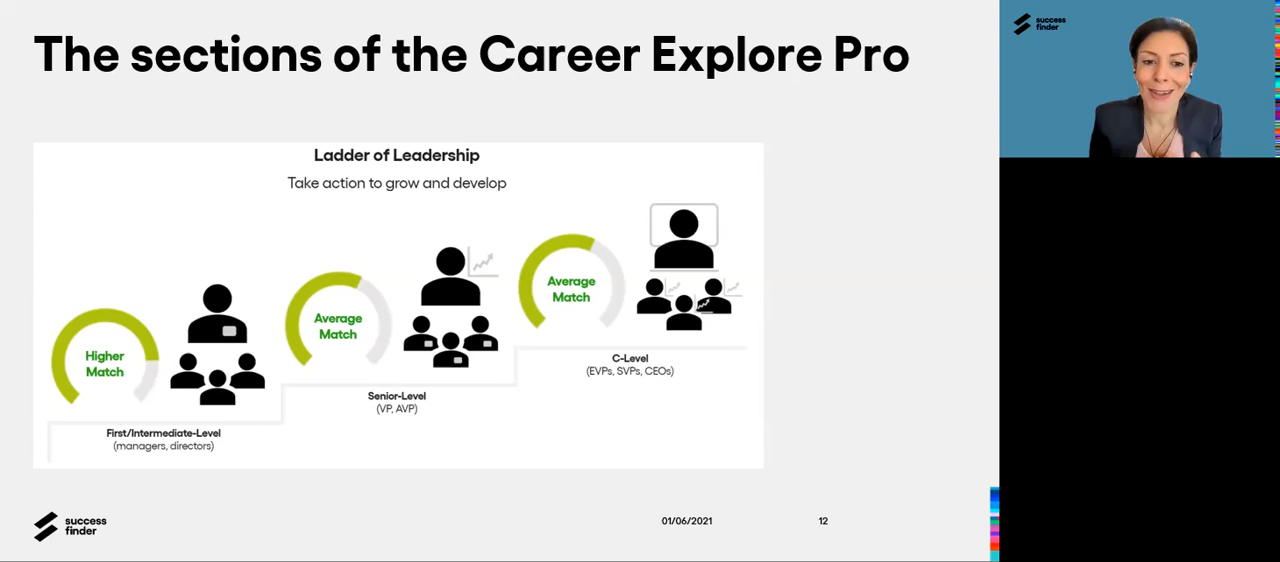 The sections of the Career Explore Pro
success
finder
Ladder of Leadership
Take action to grow and develop
Higher
Match
First/Intermediate-Level
(managers, directors)
Average
Match
Senior-Level
(VP, AVP)
Average
Match
C-Level
(EVPs, SVPs, CEOs)
success
finder
01/06/2021
12